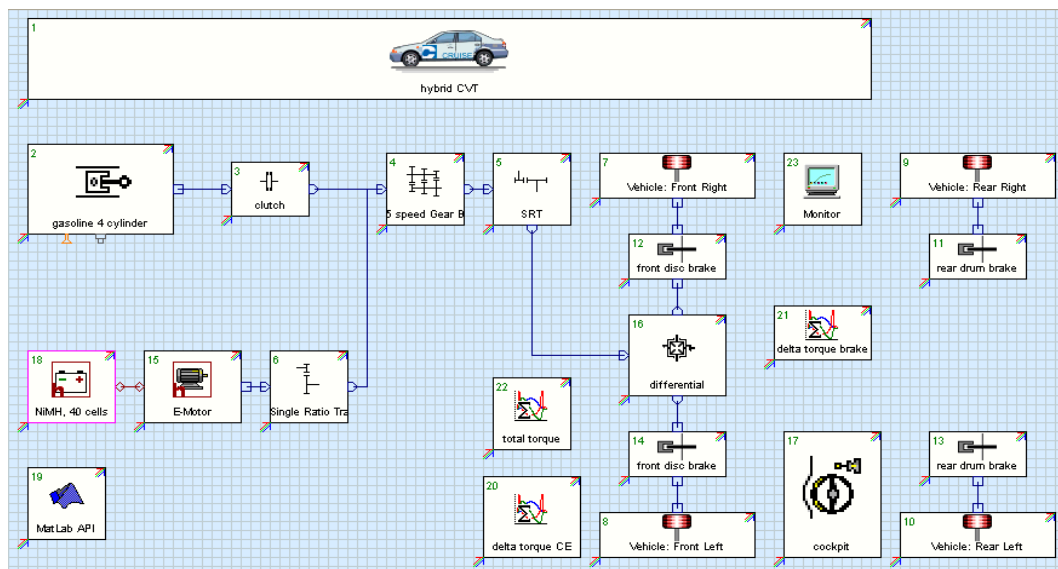 1
CRUISE
hybrid CVT
2
gasoline 4 cylinder
3
clutch
4
5 speed Gear B
5
SRT
7
Vehicle: Front Right
23
Monitor
9
Vehicle: Rear Right
12
front disc brake
11
rear drum brake
16
differential
21
delta torque brake
18
NiMH, 40 cells
15
E-Motor
6
Single Ratio Tra
22
total torque
14
front disc brake
17
cockpit
13
rear drum brake
19
MatLab API
20
delta torque CE
8
Vehicle: Front Left
10
Vehicle: Rear Left